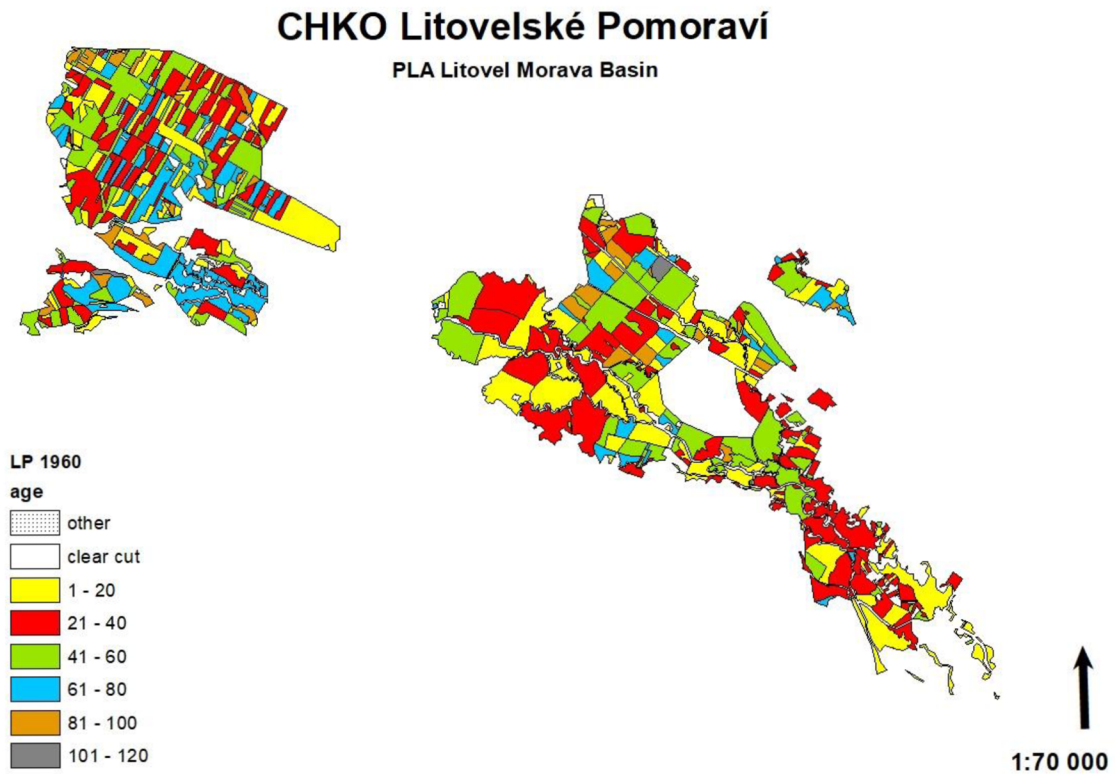 CHKO Litovelské Pomoraví
PLA Litovel Morava Basin
LP 1960
age
other
clear cut
1 - 20
21 - 40
41 - 60
61 - 80
81 - 100
101 - 120
1:70 000